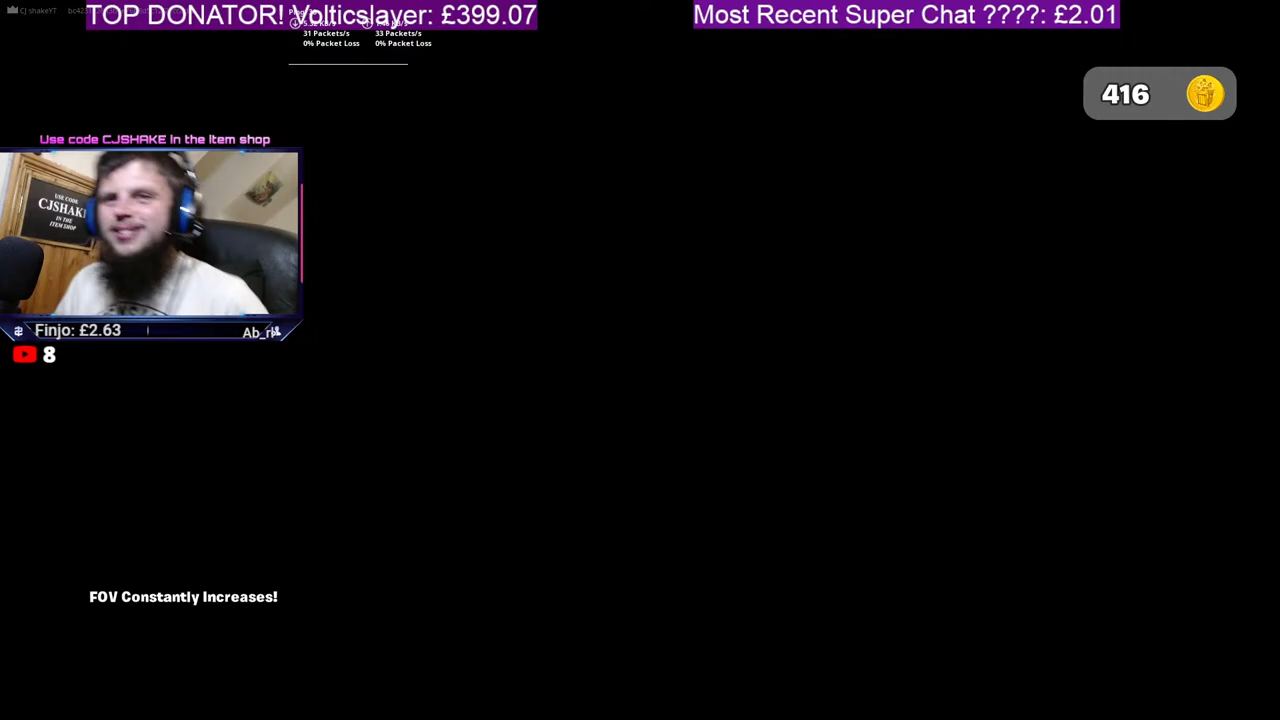 CJ shakeYT
TOP DONATOR! Volticslayer: £399.07
Most Recent Super Chat ????: £2.01
31 Packets/s
33 Packets/s
0% Packet Loss
0% Packet Loss
416
Use code CJSHAKE in the item shop
USE CODE
CJSHAKE
IN THE
ITEM SHOP
Finjo: £2.63
8
FOV Constantly Increases!